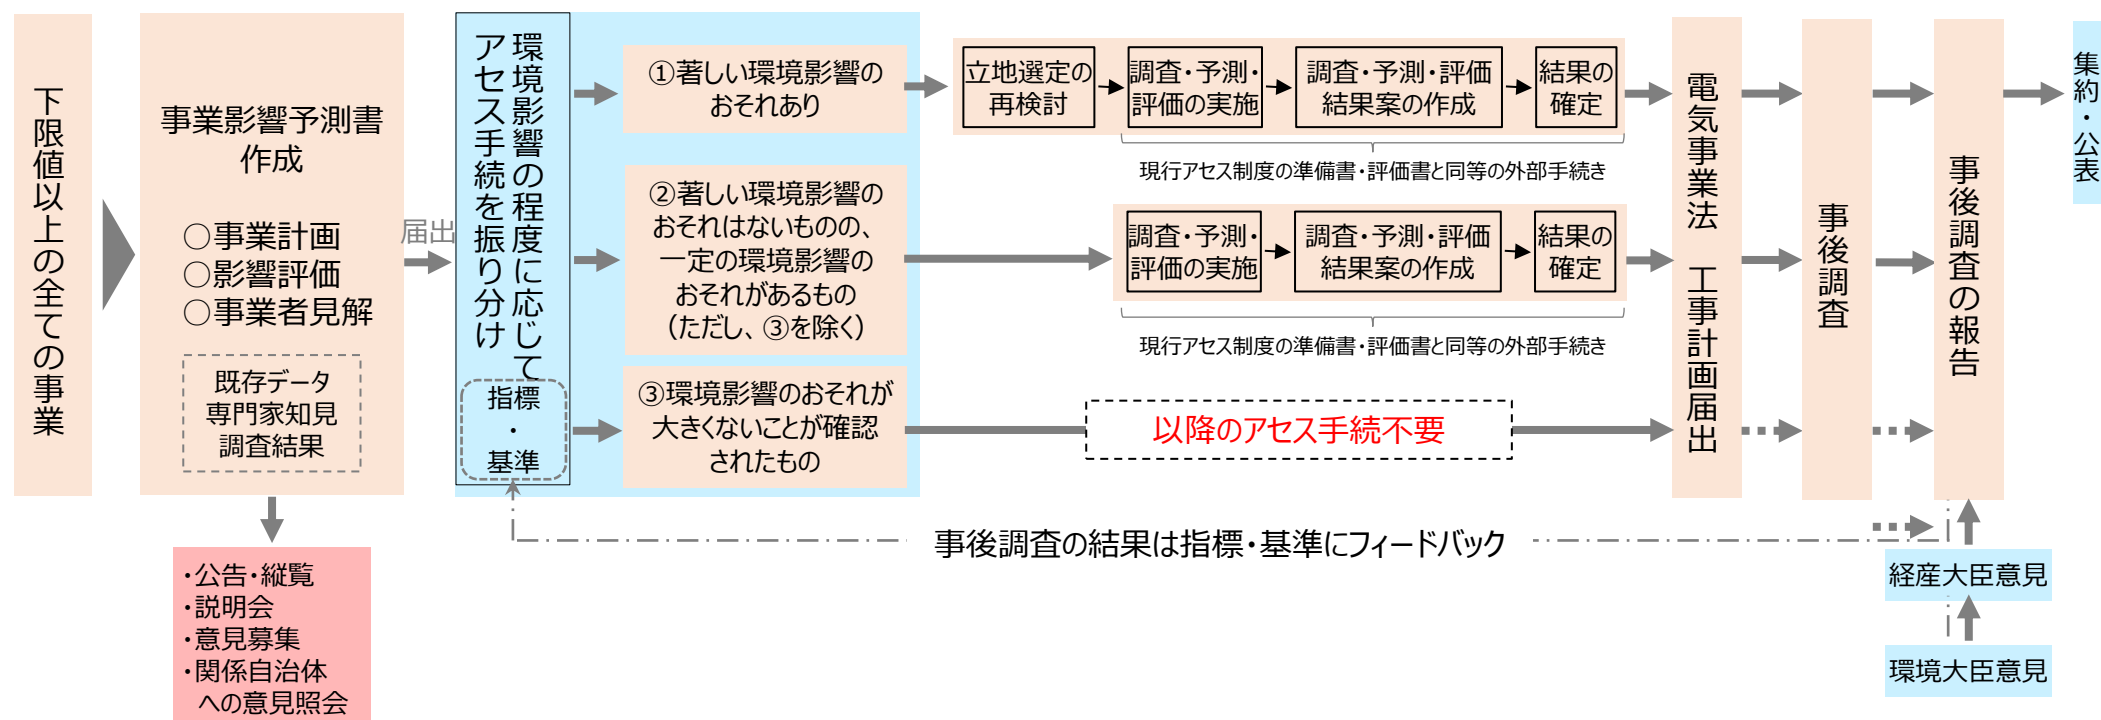 下限値以上の全ての事業
事業影響予測書
作成
○事業計画
○影響評価
○事業者見解
既存データ
専門家知見
調査結果
・公告・縦覧
・説明会
・意見募集
・関係自治体
への意見照会
届出
環境影響の程度に応じて
アセス手続を振り分け
指標
・
基準
①著しい環境影響の
おそれあり
②著しい環境影響の
おそれはないものの、
一定の環境影響の
おそれがあるもの
（ただし、③を除く）
③環境影響のおそれが
大きくないことが確認
されたもの
立地選定の
再検討
調査・予測・
評価の実施
調査・予測・評価
結果案の作成
結果の
確定
現行アセス制度の準備書・評価書と同等の外部手続き
調査・予測・
評価の実施
調査・予測・評価
結果案の作成
結果の
確定
現行アセス制度の準備書・評価書と同等の外部手続き
以降のアセス手続不要
電気事業法　工事計画届出
事後調査
事後調査の報告
集約・公表
事後調査の結果は指標・基準にフィードバック
経産大臣意見
環境大臣意見